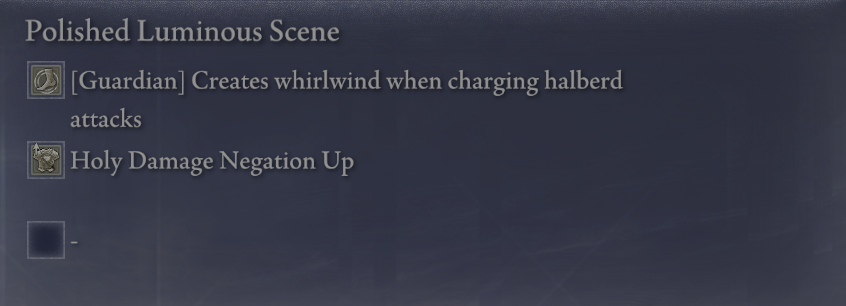 Polished Luminous Scene
[Guardian] Creates whirlwind when charging halberd
attacks
Holy Damage Negation Up
-